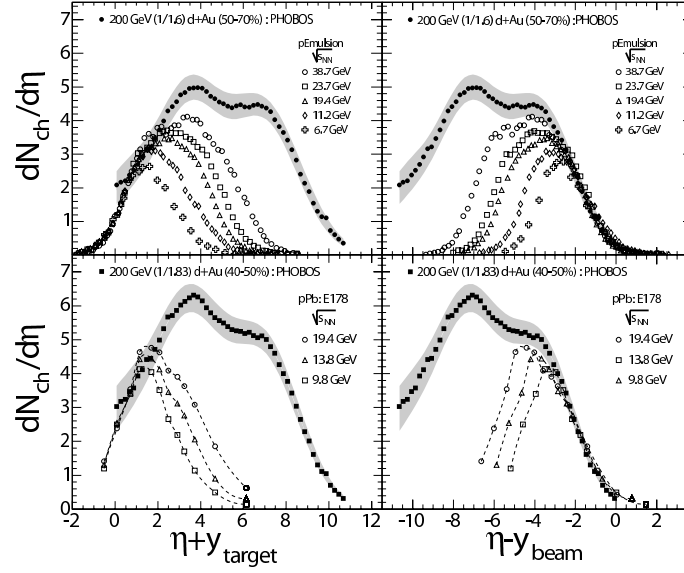 200 GeV (1/1.6) d+Au (50-70%) : PHOBOS
pEmulsion
√sNN
38.7 GeV
23.7 GeV
19.4 GeV
11.2 GeV
6.7 GeV
dNch/dη
7
6
5
4
3
2
1
200 GeV (1/1.6) d+Au (50-70%) : PHOBOS
pEmulsion
√sNN
38.7 GeV
23.7 GeV
19.4 GeV
11.2 GeV
6.7 GeV
200 GeV (1/1.83) d+Au (40-50%) : PHOBOS
pPb: E178
√sNN
19.4 GeV
13.8 GeV
9.8 GeV
dNch/dη
7
6
5
4
3
2
1
0
200 GeV (1/1.83) d+Au (40-50%) : PHOBOS
pPb: E178
√sNN
19.4 GeV
13.8 GeV
9.8 GeV
-2 0 2 4 6 8 10 12
-10 -8 -6 -4 -2 0 2
η+ytarget
η-ybeam